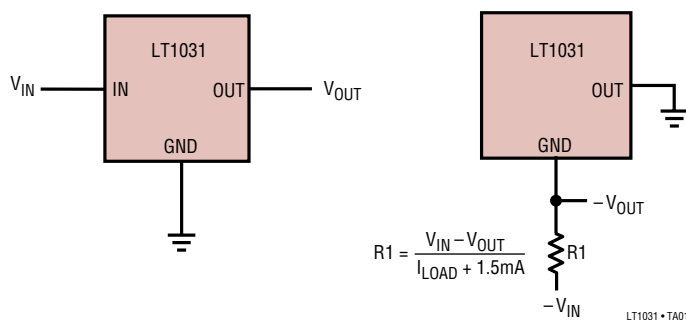 LT1031
V_IN
IN
OUT
V_OUT
GND
LT1031
OUT
GND
–V_OUT
R1 = (V_IN – V_OUT) / (I_LOAD + 1.5mA)
R1
–V_IN
LT1031 • TA01